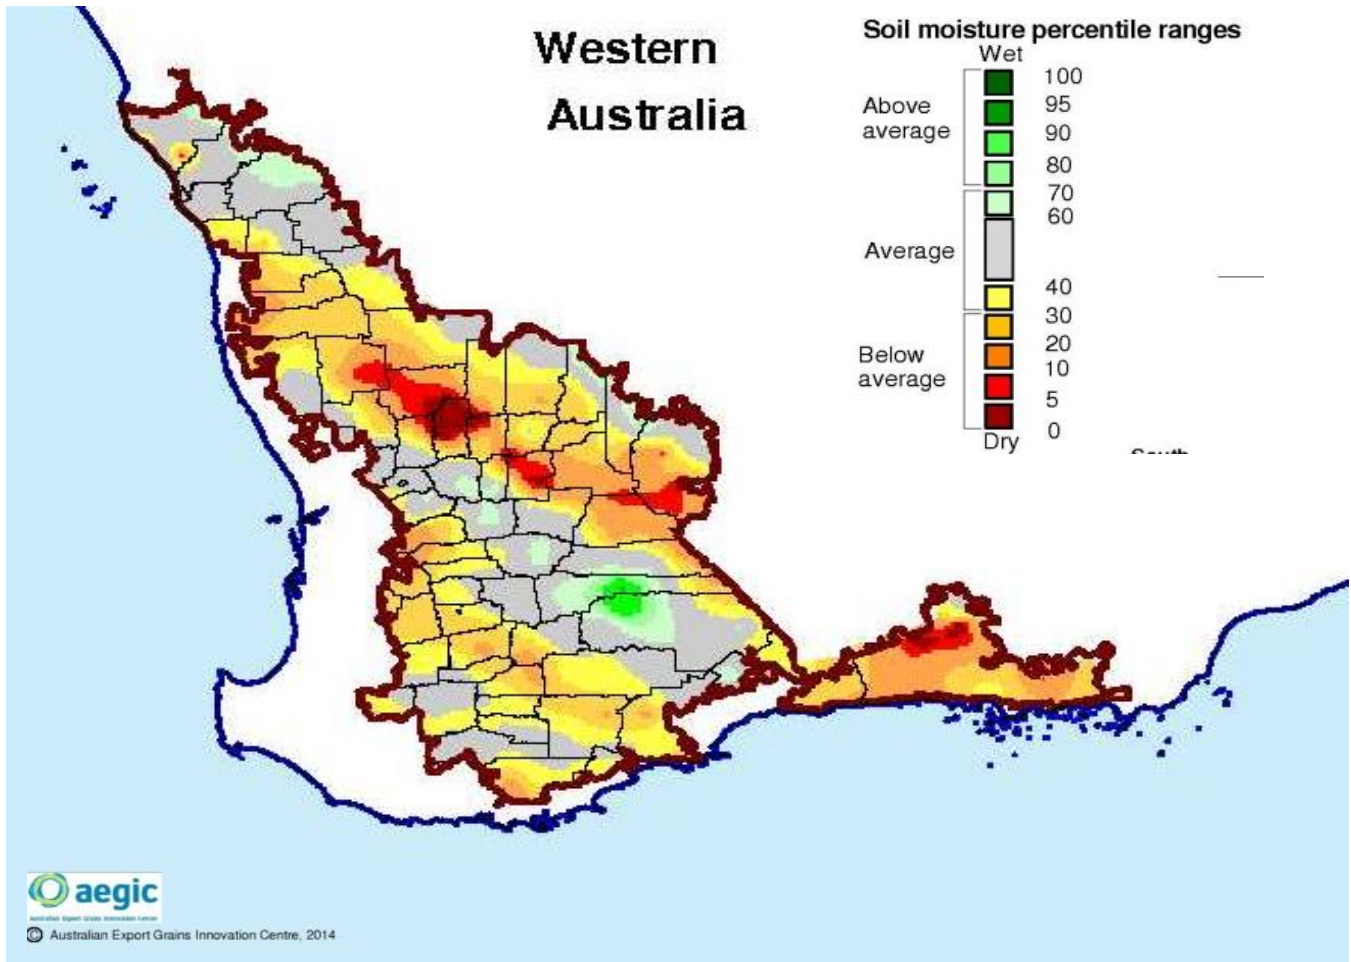 Western
Australia
Soil moisture percentile ranges
Wet
Above
average
Average
Below
average
100
95
90
80
70
60
40
30
20
10
5
0
Dry
aegic
Australian Export Grains Innovation Centre
© Australian Export Grains Innovation Centre, 2014